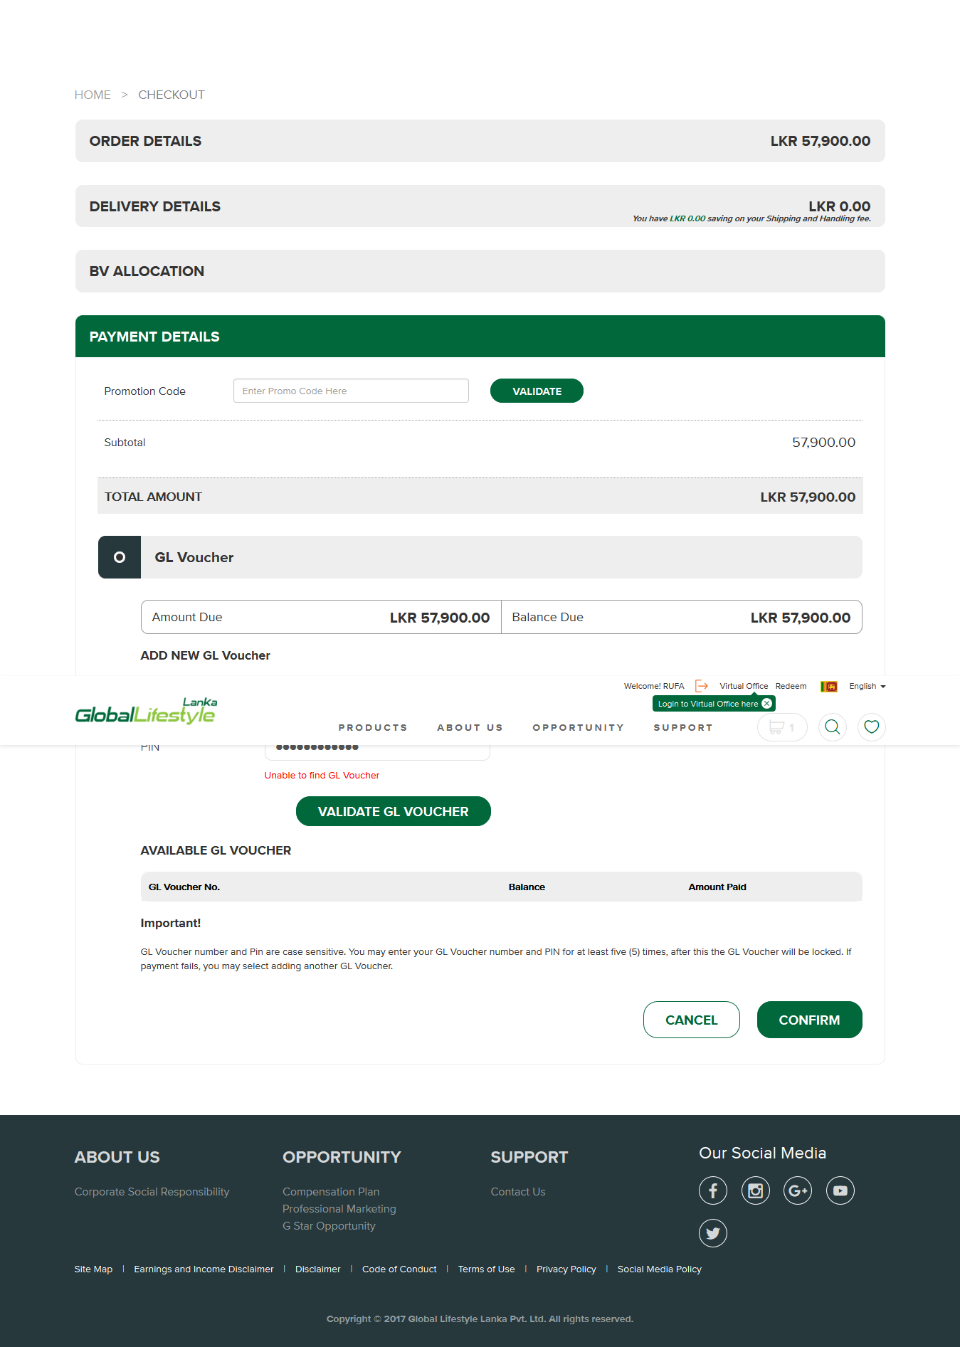 HOME > CHECKOUT
ORDER DETAILS LKR 57,900.00
DELIVERY DETAILS LKR 0.00
You have LKR 0.00 saving on your Shipping and Handling fee.
BV ALLOCATION
PAYMENT DETAILS
Promotion Code Enter Promo Code Here VALIDATE
Subtotal 57,900.00
TOTAL AMOUNT LKR 57,900.00
GL Voucher
Amount Due LKR 57,900.00 Balance Due LKR 57,900.00
ADD NEW GL Voucher
Welcome! RUFA Virtual Office Redeem English
Login to Virtual Office here
Lanka
GlobalLifestyle
PRODUCTS ABOUT US OPPORTUNITY SUPPORT 1
PIN
Unable to find GL Voucher
VALIDATE GL VOUCHER
AVAILABLE GL VOUCHER
GL Voucher No. Balance Amount Paid
Important!
GL Voucher number and Pin are case sensitive. You may enter your GL Voucher number and PIN for at least five (5) times, after this the GL Voucher will be locked. If
payment fails, you may select adding another GL Voucher.
CANCEL CONFIRM
ABOUT US OPPORTUNITY SUPPORT Our Social Media
Corporate Social Responsibility Compensation Plan Contact Us
Professional Marketing
G Star Opportunity
Site Map | Earnings and Income Disclaimer | Disclaimer | Code of Conduct | Terms of Use | Privacy Policy | Social Media Policy
Copyright © 2017 Global Lifestyle Lanka Pvt. Ltd. All rights reserved.